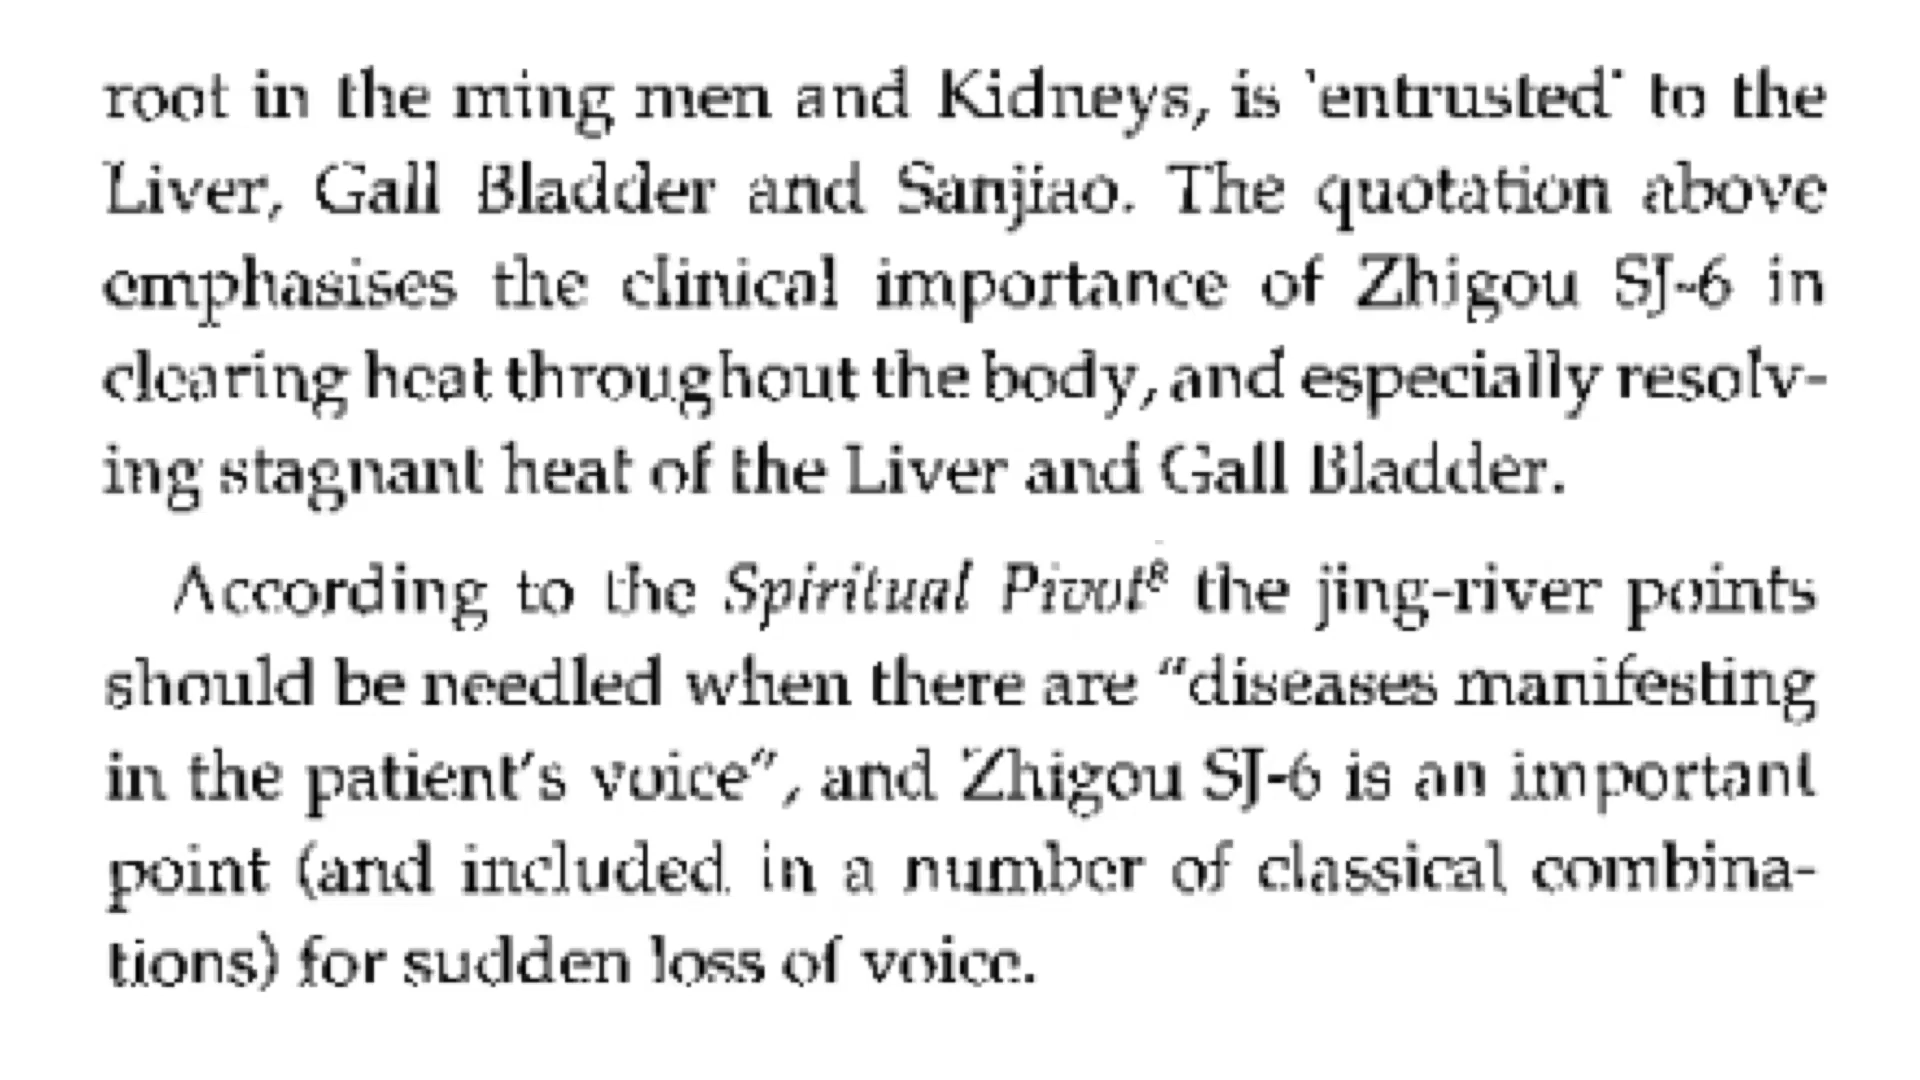 root in the ming men and Kidneys, is 'entrusted' to the
Liver, Gall Bladder and Sanjiao. The quotation above
emphasises the clinical importance of Zhigou SJ-6 in
clearing heat throughout the body, and especially resolv-
ing stagnant heat of the Liver and Gall Bladder.
According to the Spiritual Pivot⁸ the jing-river points
should be needled when there are “diseases manifesting
in the patient’s voice”, and Zhigou SJ-6 is an important
point (and included in a number of classical combina-
tions) for sudden loss of voice.